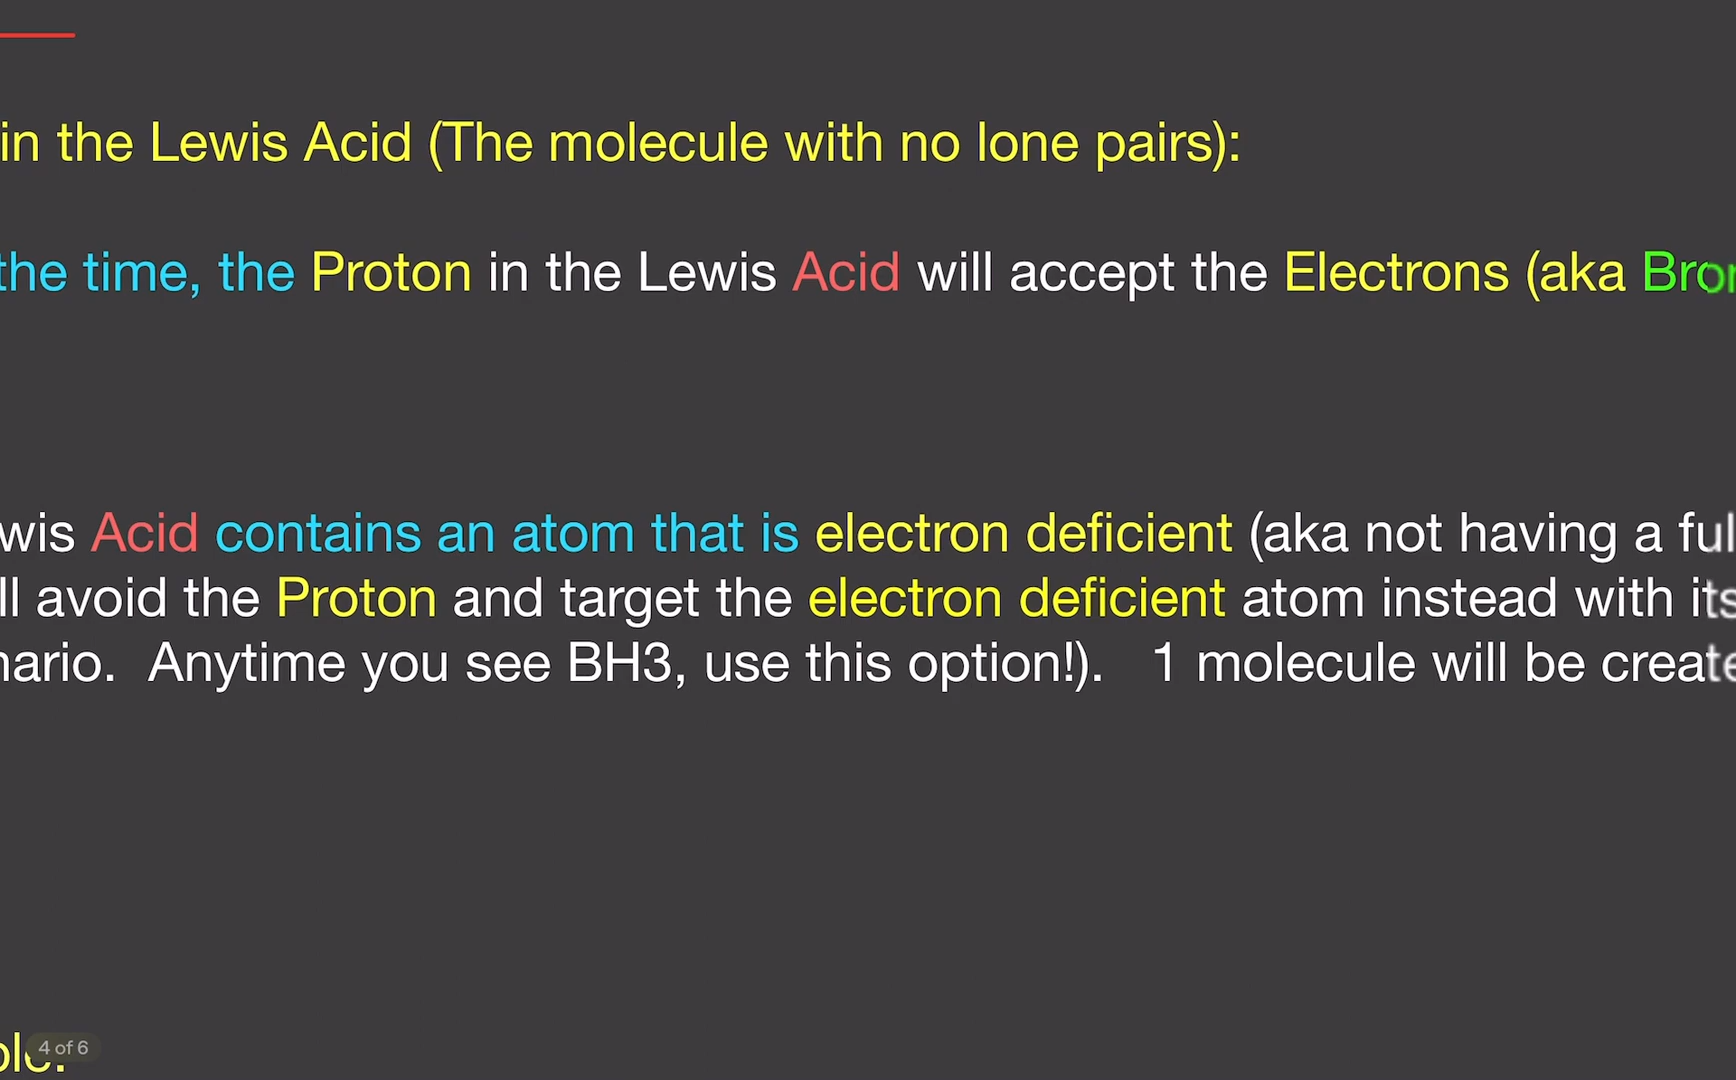 in the Lewis Acid (The molecule with no lone pairs):
the time, the Proton in the Lewis Acid will accept the Electrons (aka Bron
wis Acid contains an atom that is electron deficient (aka not having a full
ll avoid the Proton and target the electron deficient atom instead with its
nario. Anytime you see BH3, use this option!). 1 molecule will be create
4 of 6